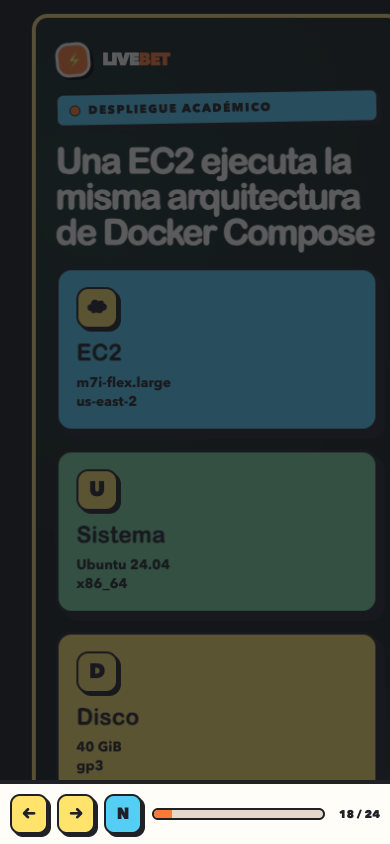 LIVEBET
DESPLIEGUE ACADÉMICO
Una EC2 ejecuta la
misma arquitectura
de Docker Compose
EC2
m7i-flex.large
us-east-2
U
Sistema
Ubuntu 24.04
x86_64
D
Disco
40 GiB
gp3
← → N 18 / 24